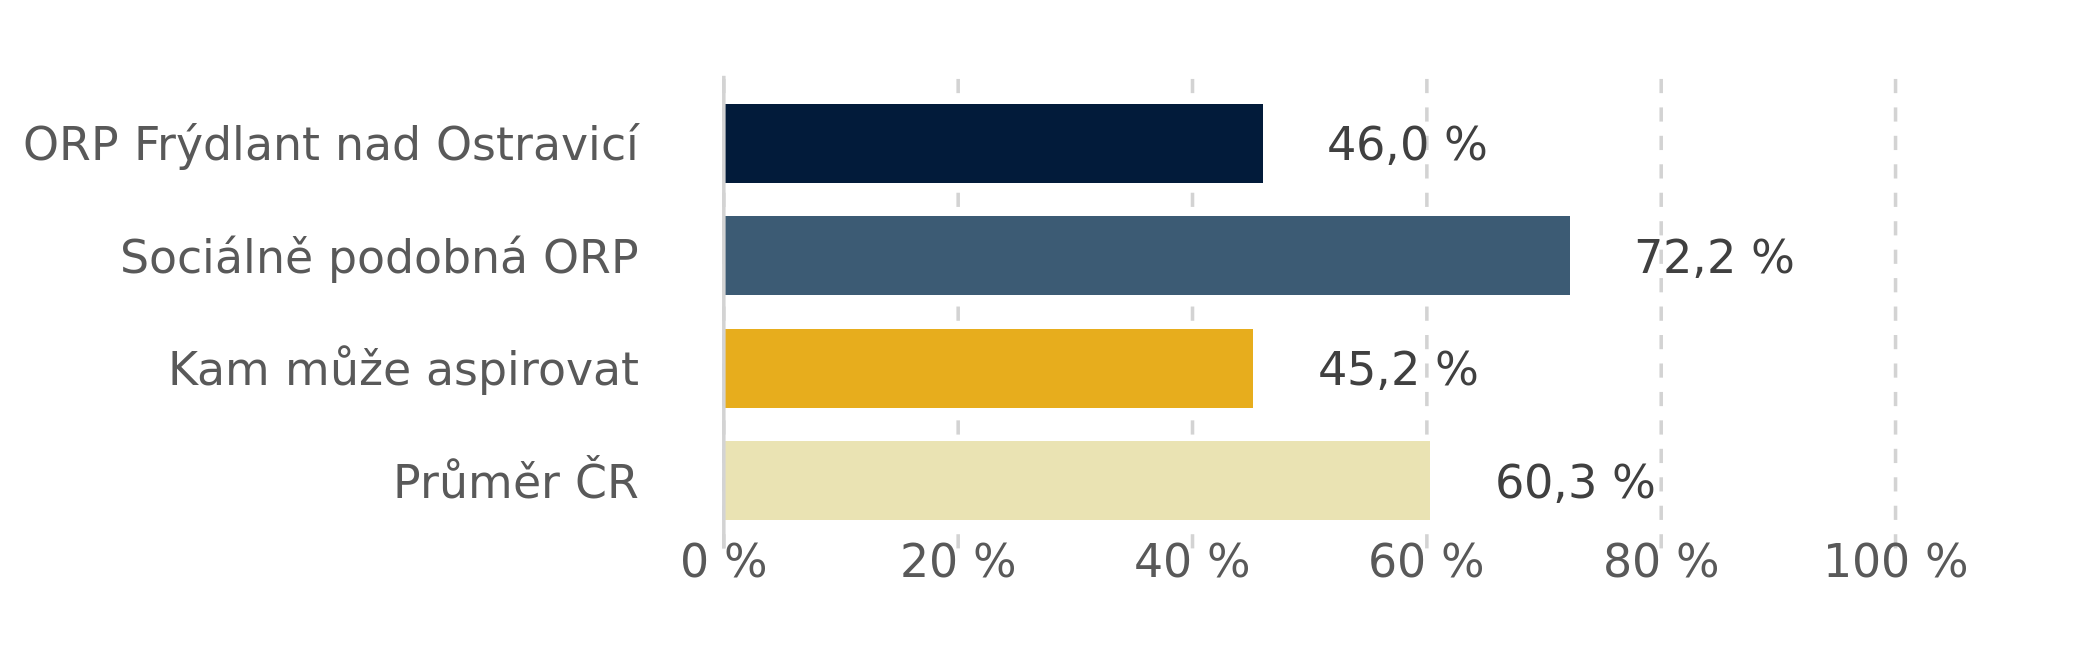 ORP Frýdlant nad Ostravicí 46,0 %
Sociálně podobná ORP 72,2 %
Kam může aspirovat 45,2 %
Průměr ČR 60,3 %
0 % 20 % 40 % 60 % 80 % 100 %